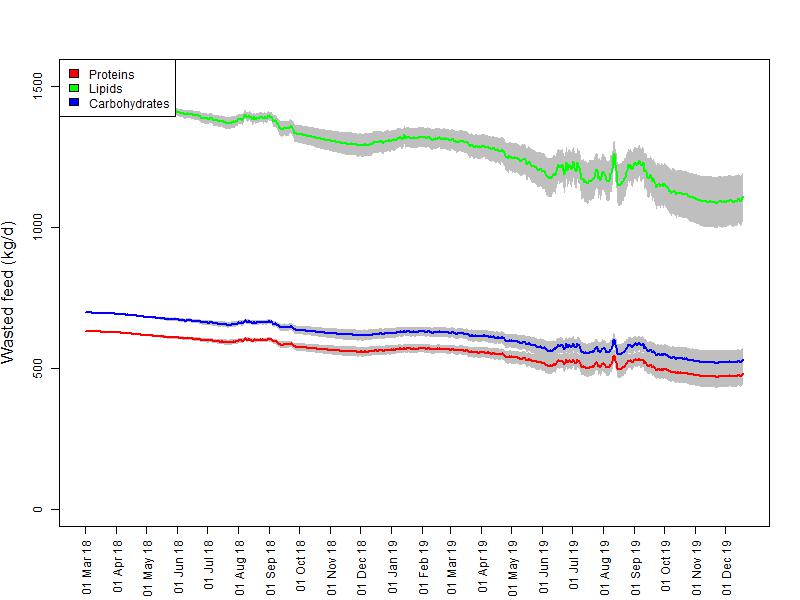 Proteins
Lipids
Carbohydrates
Wasted feed (kg/d)
1500
1000
500
0
01 Mar 18
01 Apr 18
01 May 18
01 Jun 18
01 Jul 18
01 Aug 18
01 Sep 18
01 Oct 18
01 Nov 18
01 Dec 18
01 Jan 19
01 Feb 19
01 Mar 19
01 Apr 19
01 May 19
01 Jun 19
01 Jul 19
01 Aug 19
01 Sep 19
01 Oct 19
01 Nov 19
01 Dec 19